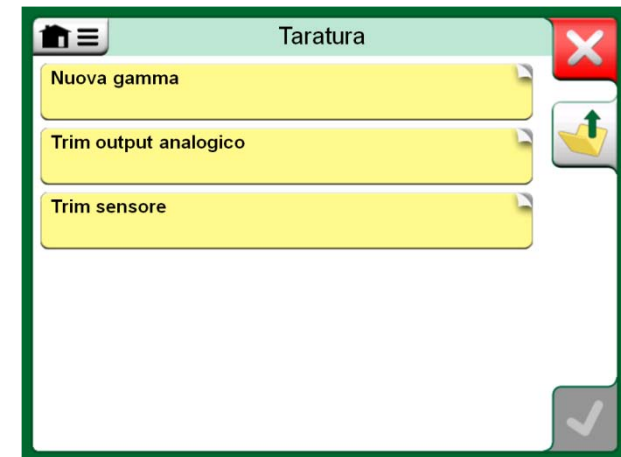 Taratura
Nuova gamma
Trim output analogico
Trim sensore